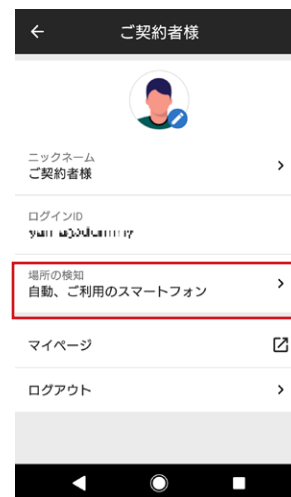 ご契約者様
ニックネーム
ご契約者様
ログインID
場所の検知
自動、ご利用のスマートフォン
マイページ
ログアウト